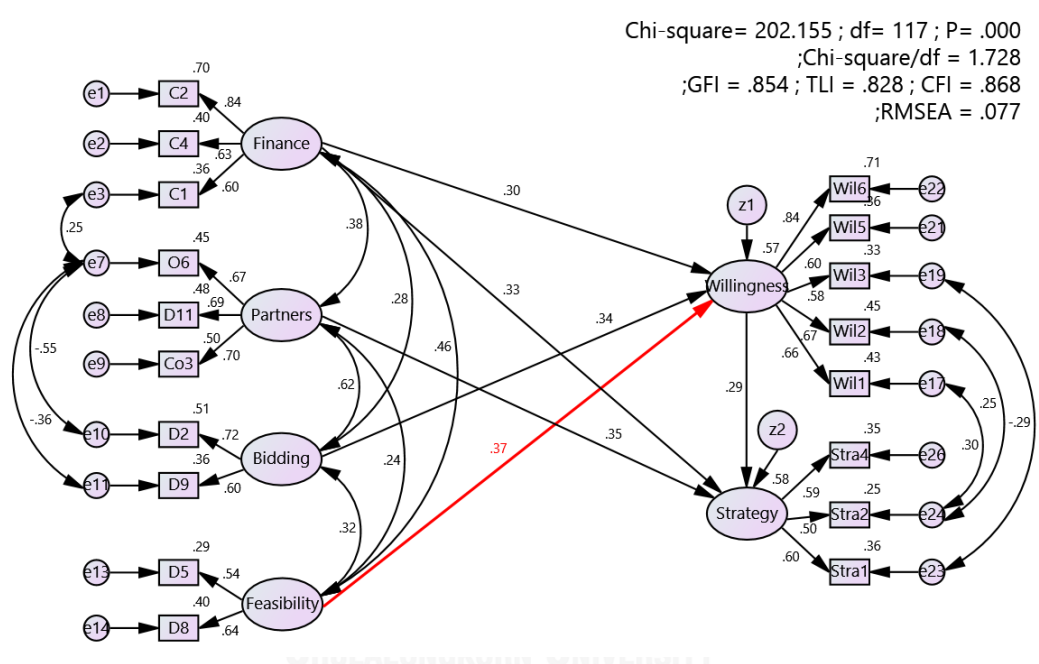 Chi-square= 202.155 ; df= 117 ; P= .000
;Chi-square/df = 1.728
;GFI = .854 ; TLI = .828 ; CFI = .868
;RMSEA = .077
.70
e1 C2 .84
.40
e2 C4 .63
Finance
.36
e3 C1 .60
.25
.45
e7 O6 .67
.48
e8 D11 .69
Partners
.50
e9 Co3 .70
-.55
-.36
.51
e10 D2 .72
Bidding
.36
e11 D9 .60
.29
e13 D5 .54
Feasibility
.40
e14 D8 .64
.38
.28
.46
.62
.24
.32
.30
.33
.34
.35
.37
.29
z1
.57
Willingness
z2
.58
Strategy
.71
.84 Wil6 e22
.36
.60 Wil5 e21
.33
.58 Wil3 e19
.45
.67 Wil2 e18
.43
.66 Wil1 e17
.35
.59 Stra4 e26
.25
.50 Stra2 e24
.36
.60 Stra1 e23
.25
.30
-.29